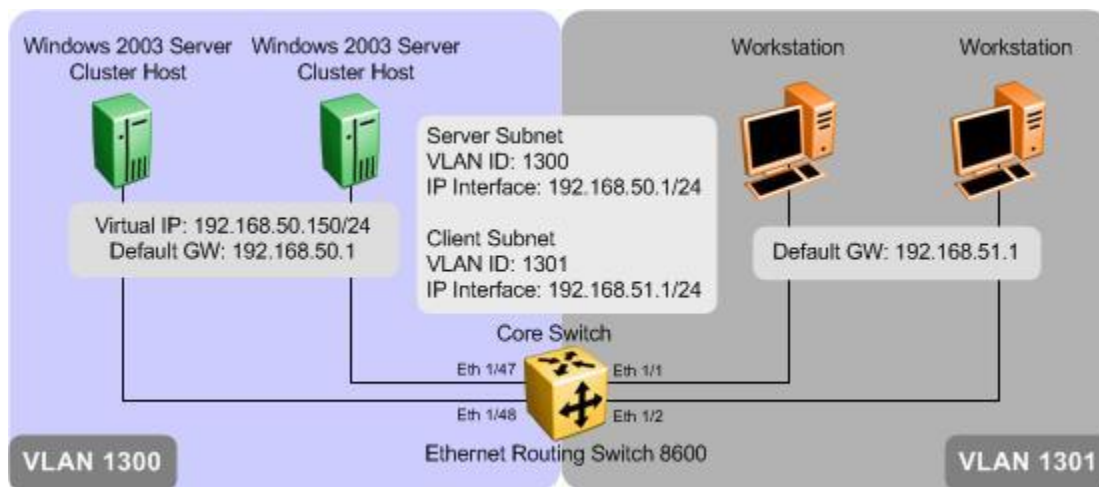 Windows 2003 Server
Cluster Host
Windows 2003 Server
Cluster Host
Workstation
Workstation
Server Subnet
VLAN ID: 1300
IP Interface: 192.168.50.1/24
Client Subnet
VLAN ID: 1301
IP Interface: 192.168.51.1/24
Virtual IP: 192.168.50.150/24
Default GW: 192.168.50.1
Default GW: 192.168.51.1
Core Switch
Eth 1/47
Eth 1/1
Eth 1/48
Eth 1/2
Ethernet Routing Switch 8600
VLAN 1300
VLAN 1301